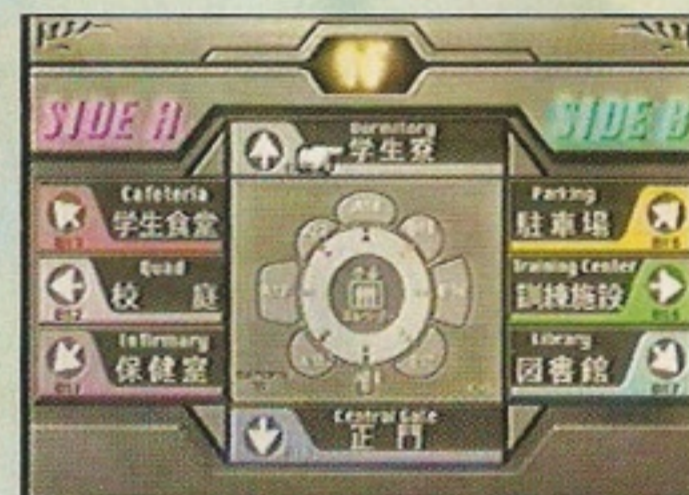 SIDE A
SIDE B
Dormitory
学生寮
Cafeteria
学生食堂
Quad
校 庭
Infirmary
保健室
Parking
駐車場
Training Center
訓練施設
Library
図書館
Central Gate
正 門